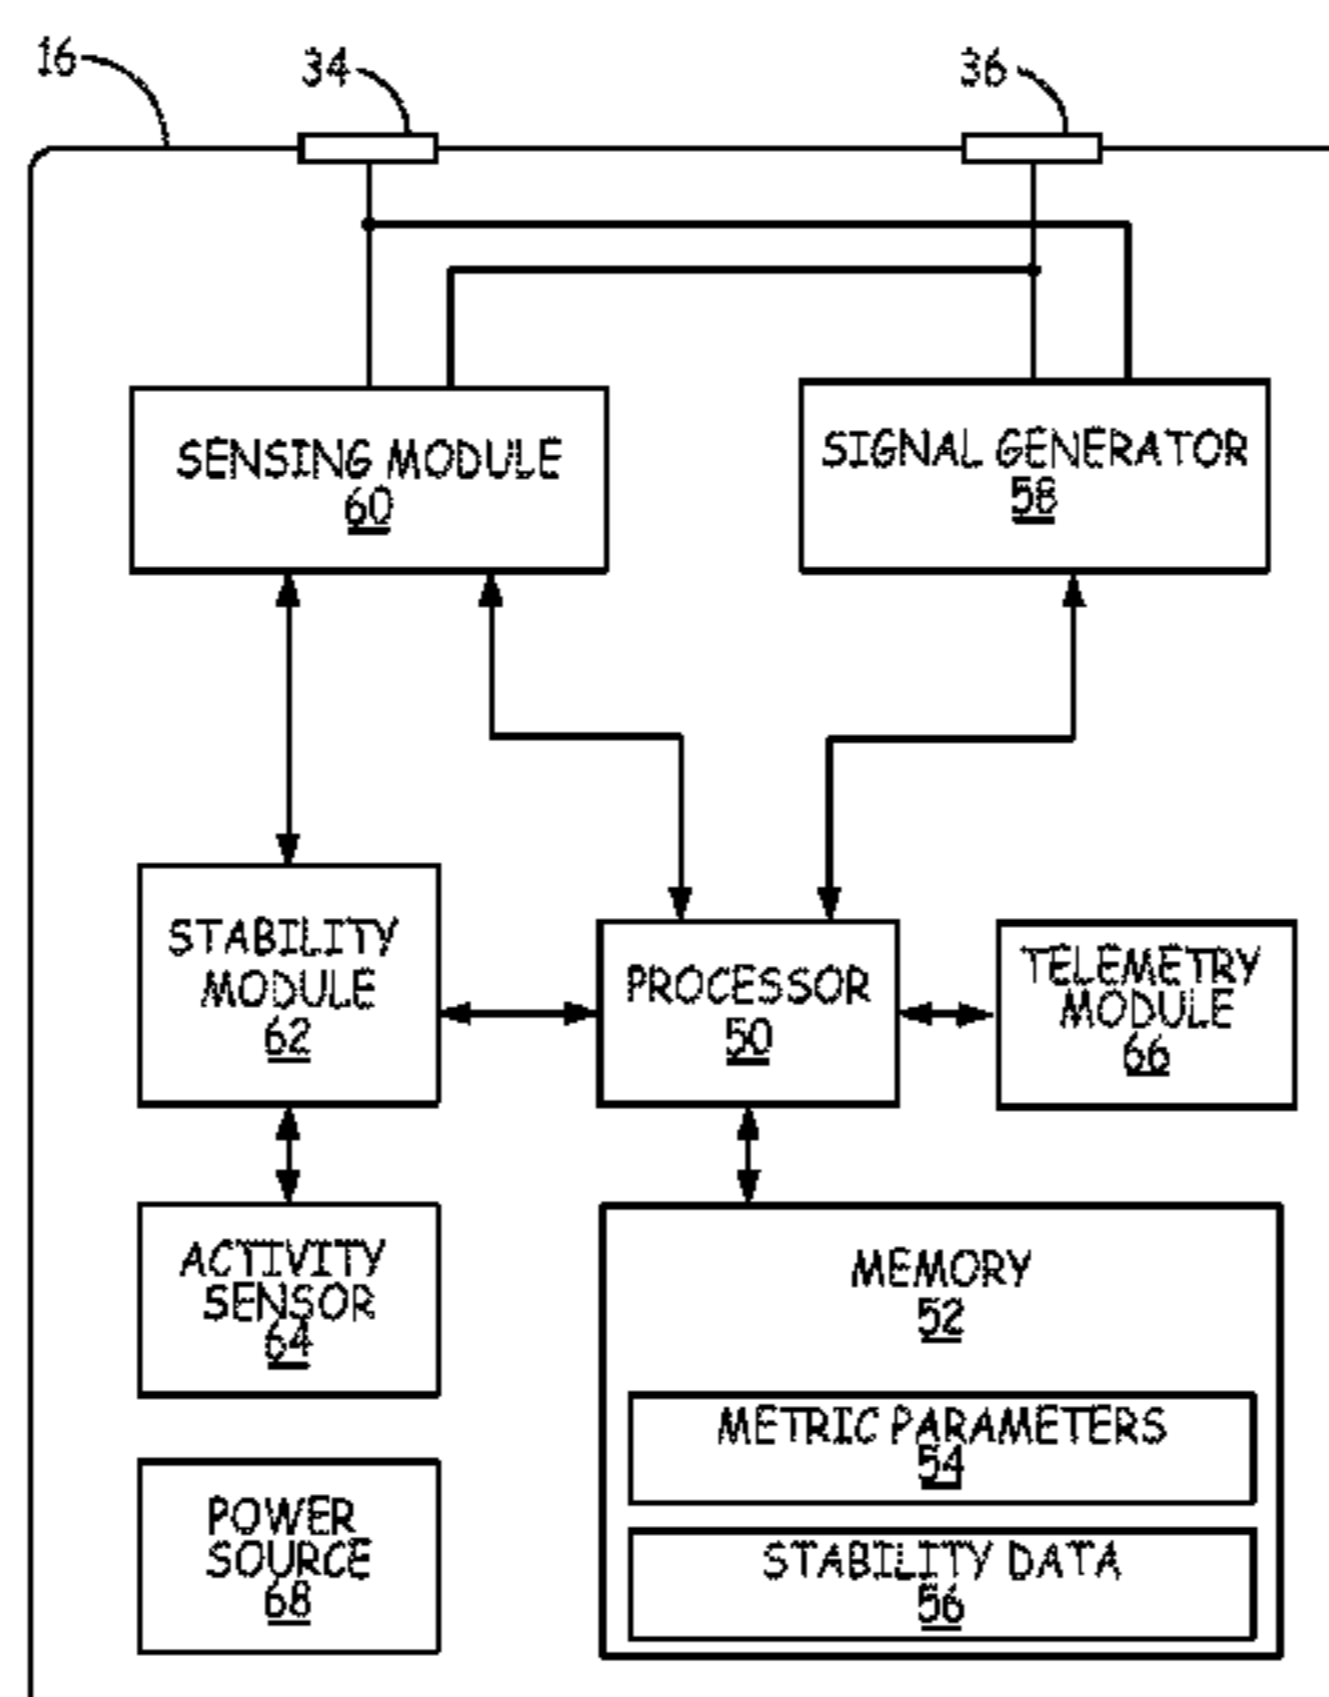 16
34
36
SENSING MODULE
60
SIGNAL GENERATOR
58
STABILITY
MODULE
62
PROCESSOR
50
TELEMETRY
MODULE
66
ACTIVITY
SENSOR
64
MEMORY
52
METRIC PARAMETERS
54
POWER
SOURCE
68
STABILITY DATA
56